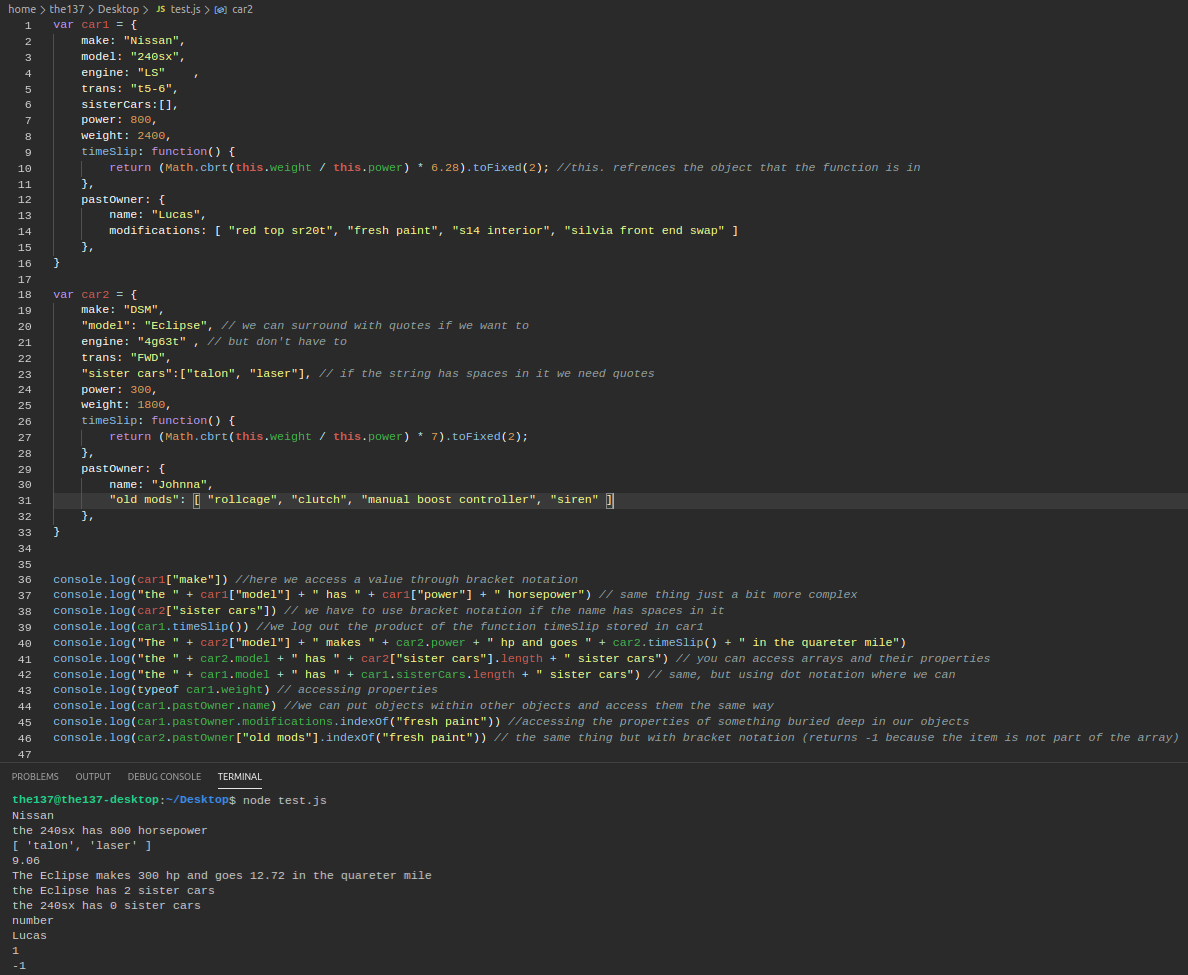 home > the137 > Desktop > JS test.js > car2
1 var car1 = {
2 make: "Nissan",
3 model: "240sx",
4 engine: "LS"    ,
5 trans: "t5-6",
6 sisterCars:[],
7 power: 800,
8 weight: 2400,
9 timeSlip: function() {
10 return (Math.cbrt(this.weight / this.power) * 6.28).toFixed(2); //this. refrences the object that the function is in
11 },
12 pastOwner: {
13 name: "Lucas",
14 modifications: [ "red top sr20t", "fresh paint", "s14 interior", "silvia front end swap" ]
15 },
16 }
17
18 var car2 = {
19 make: "DSM",
20 "model": "Eclipse", // we can surround with quotes if we want to
21 engine: "4g63t" , // but don't have to
22 trans: "FWD",
23 "sister cars":["talon", "laser"], // if the string has spaces in it we need quotes
24 power: 300,
25 weight: 1800,
26 timeSlip: function() {
27 return (Math.cbrt(this.weight / this.power) * 7).toFixed(2);
28 },
29 pastOwner: {
30 name: "Johnna",
31 "old mods": [ "rollcage", "clutch", "manual boost controller", "siren" ]
32 },
33 }
34
35
36 console.log(car1["make"]) //here we access a value through bracket notation
37 console.log("the " + car1["model"] + " has " + car1["power"] + " horsepower") // same thing just a bit more complex
38 console.log(car2["sister cars"]) // we have to use bracket notation if the name has spaces in it
39 console.log(car1.timeSlip()) //we log out the product of the function timeSlip stored in car1
40 console.log("The " + car2["model"] + " makes " + car2.power + " hp and goes " + car2.timeSlip() + " in the quareter mile")
41 console.log("the " + car2.model + " has " + car2["sister cars"].length + " sister cars") // you can access arrays and their properties
42 console.log("the " + car1.model + " has " + car1.sisterCars.length + " sister cars") // same, but using dot notation where we can
43 console.log(typeof car1.weight) // accessing properties
44 console.log(car1.pastOwner.name) //we can put objects within other objects and access them the same way
45 console.log(car1.pastOwner.modifications.indexOf("fresh paint")) //accessing the properties of something buried deep in our objects
46 console.log(car2.pastOwner["old mods"].indexOf("fresh paint")) // the same thing but with bracket notation (returns -1 because the item is not part of the array)
47
PROBLEMS OUTPUT DEBUG CONSOLE TERMINAL
the137@the137-desktop:~/Desktop$ node test.js
Nissan
the 240sx has 800 horsepower
[ 'talon', 'laser' ]
9.06
The Eclipse makes 300 hp and goes 12.72 in the quareter mile
the Eclipse has 2 sister cars
the 240sx has 0 sister cars
number
Lucas
1
-1